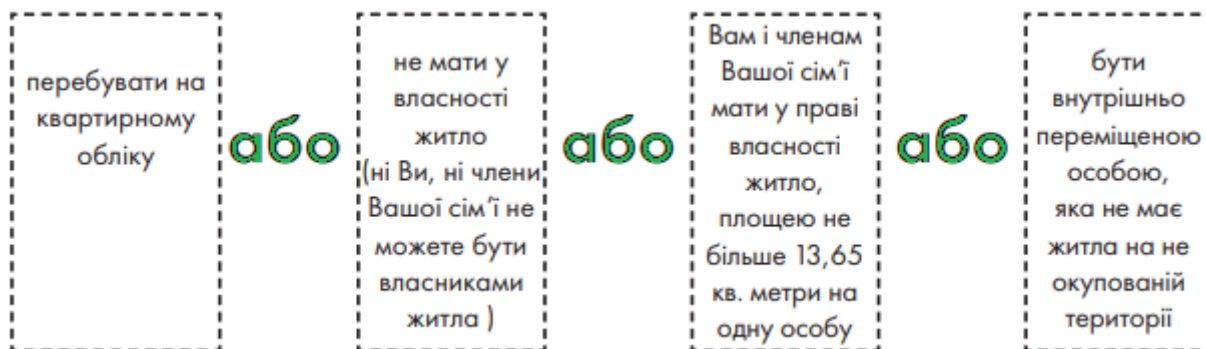 перебувати на
квартирному
обліку
або
не мати у
власності
житло
(ні Ви, ні члени
Вашої сім'ї не
можете бути
власниками
житла )
або
Вам і членам
Вашої сім'ї
мати у праві
власності
житло,
площею не
більше 13,65
кв. метри на
одну особу
або
бути
внутрішньо
переміщеною
особою,
яка не має
житла на не
окупованій
території